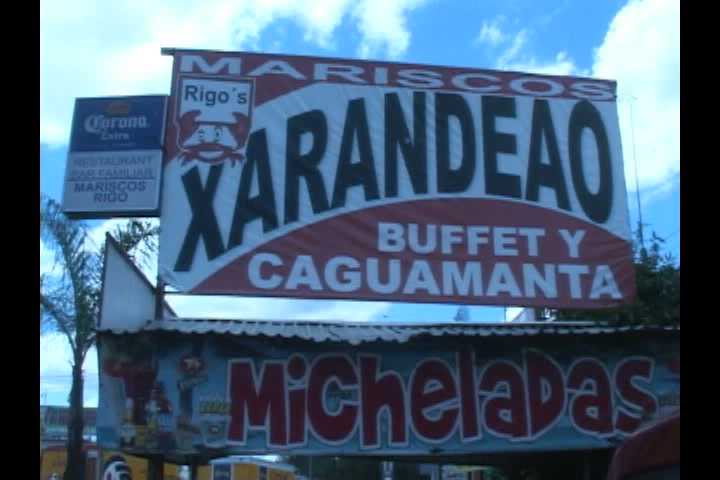 MARISCOS
Rigo's
XARANDEAO
BUFFET Y
CAGUAMANTA
Corona
Extra
RESTAURANT
BAR FAMILIAR
MARISCOS
RIGO
Micheladas